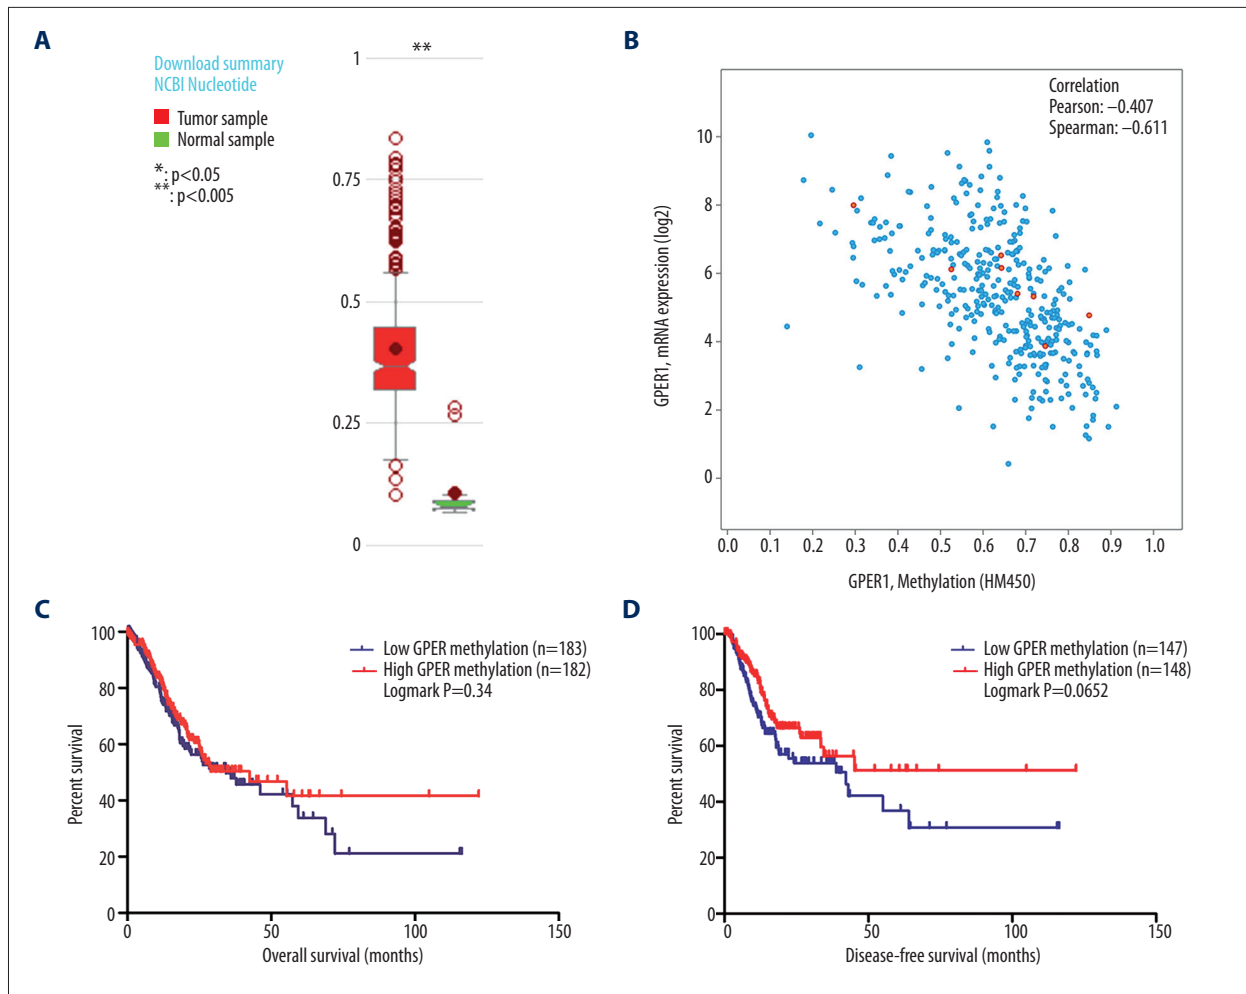 A
Download summary
NCBI Nucleotide
Tumor sample
Normal sample
*: p<0.05
**: p<0.005
**
1
0.75
0.5
0.25
0
B
Correlation
Pearson: –0.407
Spearman: –0.611
GPER1, mRNA expression (log2)
10
8
6
4
2
0
0.0 0.1 0.2 0.3 0.4 0.5 0.6 0.7 0.8 0.9 1.0
GPER1, Methylation (HM450)
C
Low GPER methylation (n=183)
High GPER methylation (n=182)
Logmark P=0.34
Percent survival
100
80
60
40
20
0
0 50 100 150
Overall survival (months)
D
Low GPER methylation (n=147)
High GPER methylation (n=148)
Logmark P=0.0652
Percent survival
100
80
60
40
20
0
0 50 100 150
Disease-free survival (months)